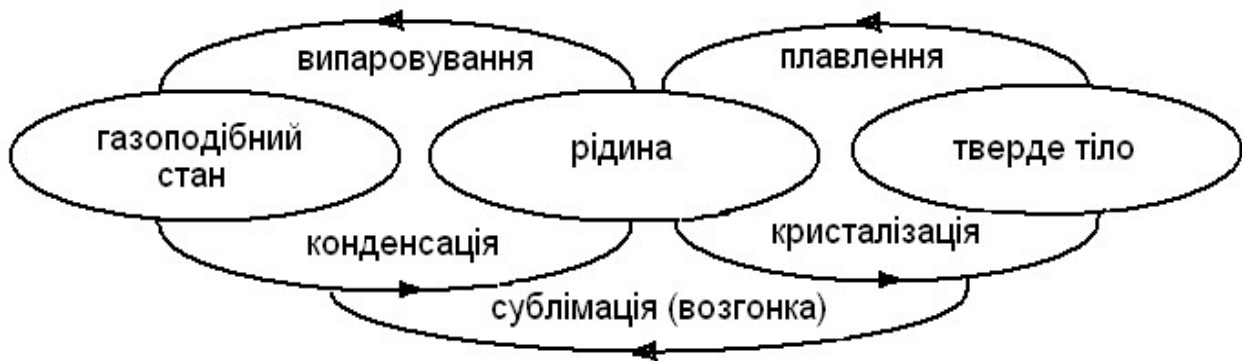 випаровування
плавлення
газоподібний
стан
рідина
тверде тіло
конденсація
кристалізація
сублімація (возгонка)